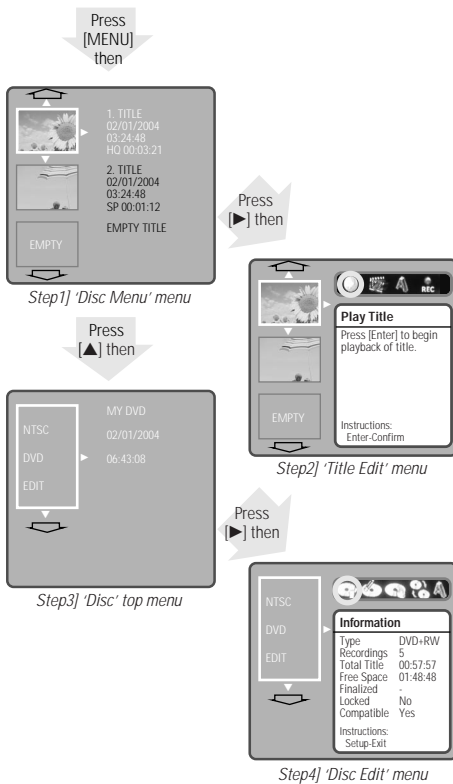 Press
[MENU]
then
1. TITLE
02/01/2004
03:24:48
HQ 00:03:21
2. TITLE
02/01/2004
03:24:48
SP 00:01:12
EMPTY
EMPTY TITLE
Step1] 'Disc Menu' menu
Press
[▶] then
REC
Play Title
Press [Enter] to begin
playback of title.
EMPTY
Instructions:
Enter-Confirm
Step2] 'Title Edit' menu
Press
[▲] then
NTSC
DVD
EDIT
MY DVD
02/01/2004
06:43:08
Step3] 'Disc' top menu
Press
[▶] then
NTSC
DVD
EDIT
Information
Type DVD+RW
Recordings 5
Total Title 00:57:57
Free Space 01:48:48
Finalized -
Locked No
Compatible Yes
Instructions:
Setup-Exit
Step4] 'Disc Edit' menu